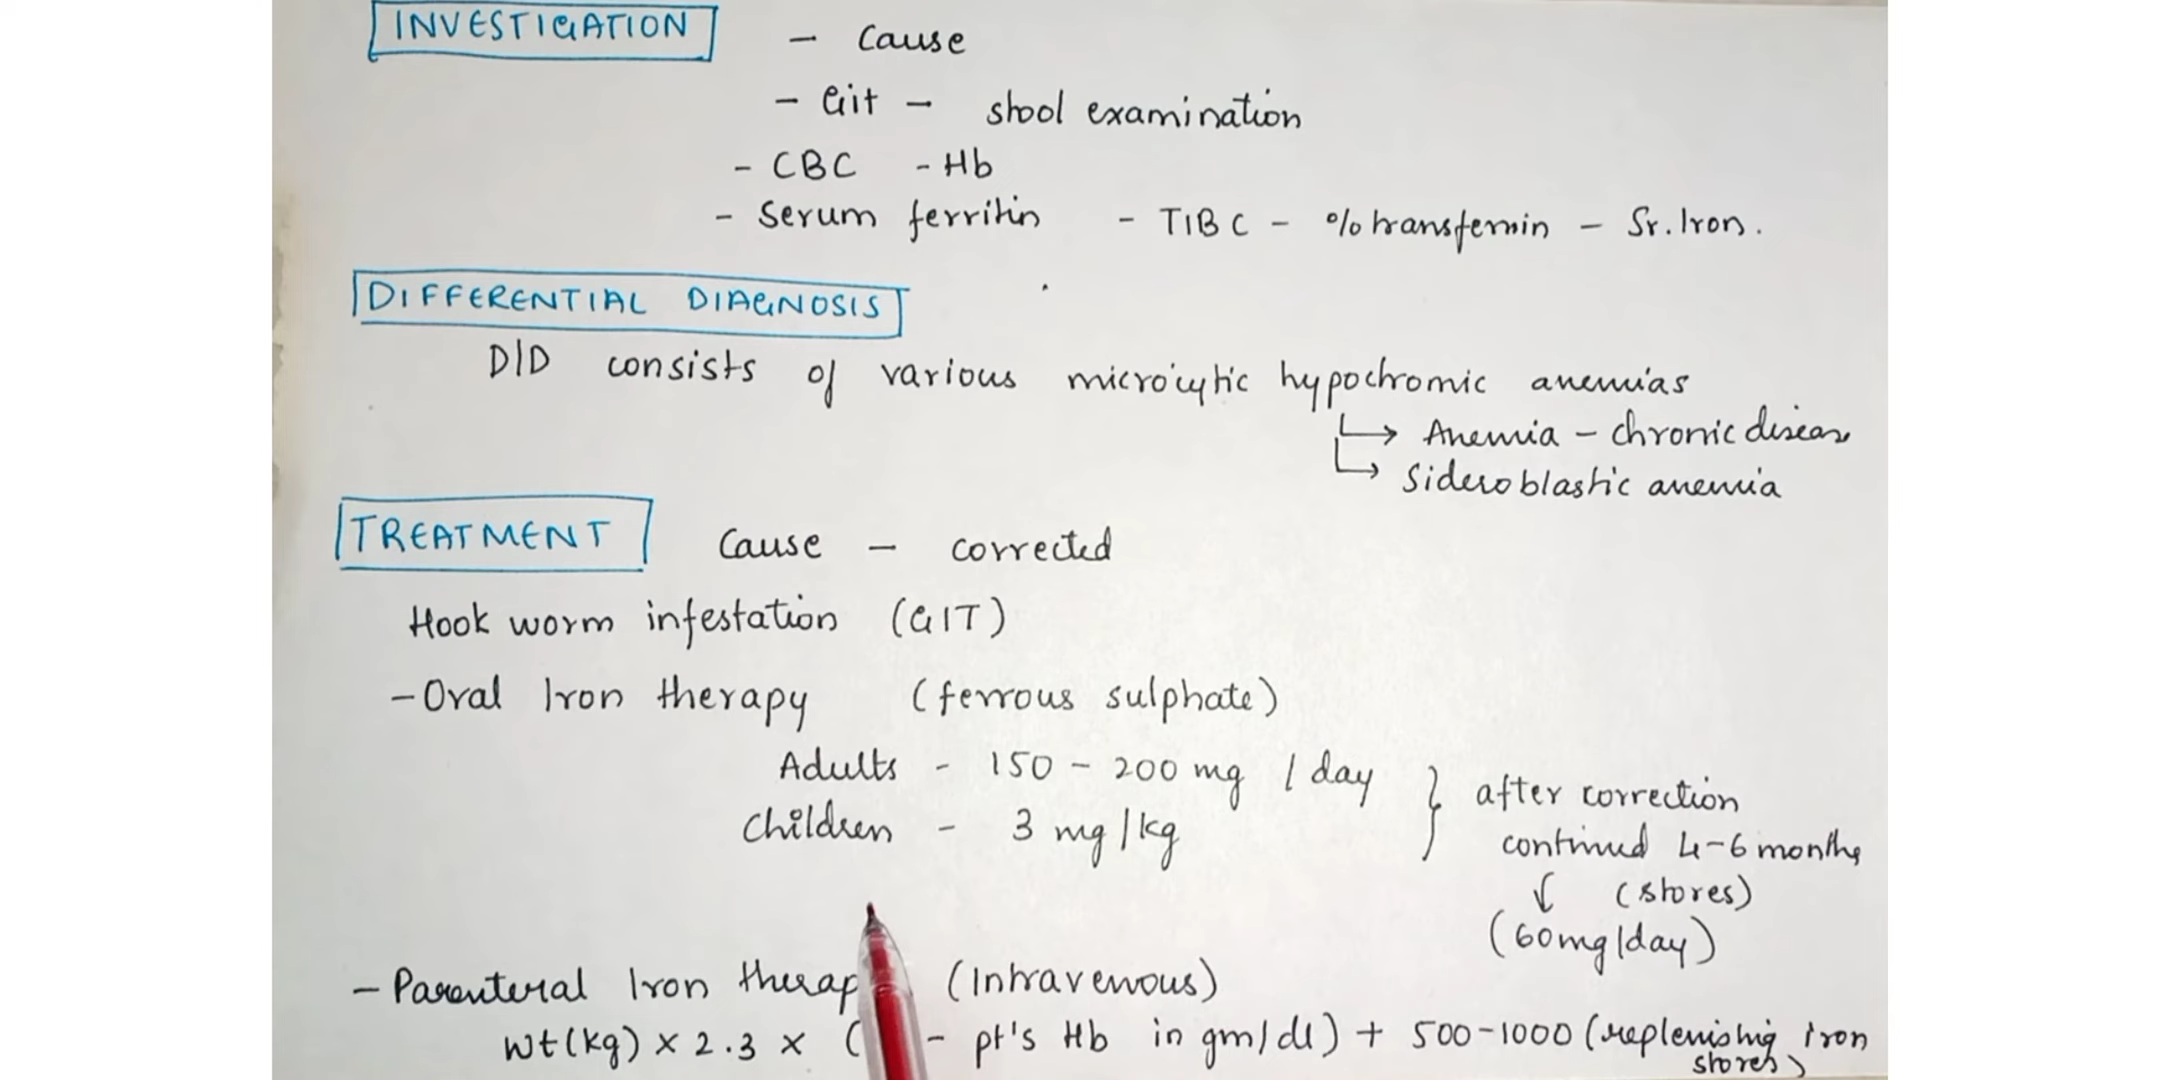 INVESTIGATION - Cause
- Git - stool examination
- CBC - Hb
- Serum ferritin - TIBC - % transferrin - Sr. Iron.
DIFFERENTIAL DIAGNOSIS
D/D consists of various microcytic hypochromic anemias
→ Anemia - chronic disease
→ Sideroblastic anemia
TREATMENT Cause - corrected
Hook worm infestation (GIT)
- Oral Iron therapy (ferrous sulphate)
Adults - 150 - 200 mg / day } after correction
Children - 3 mg/kg continued 4-6 months
↓ (stores)
(60mg/day)
- Parenteral Iron therap (Intravenous)
Wt(kg) x 2.3 x ( - pt's Hb in gm/dl) + 500-1000 (replenishing iron
stores)